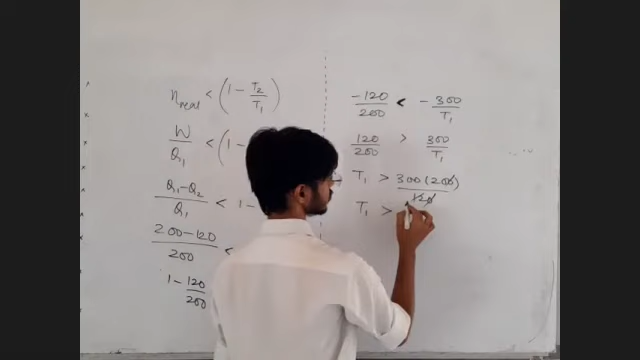 η real < (1 - T₂/T₁)
W/Q₁ < (1 -
Q₁-Q₂/Q₁ < 1 -
200-120/200 <
1 - 120/200
-120/200 < - 300/T₁
120/200 > 300/T₁
T₁ > 300(200)/120
T₁ >